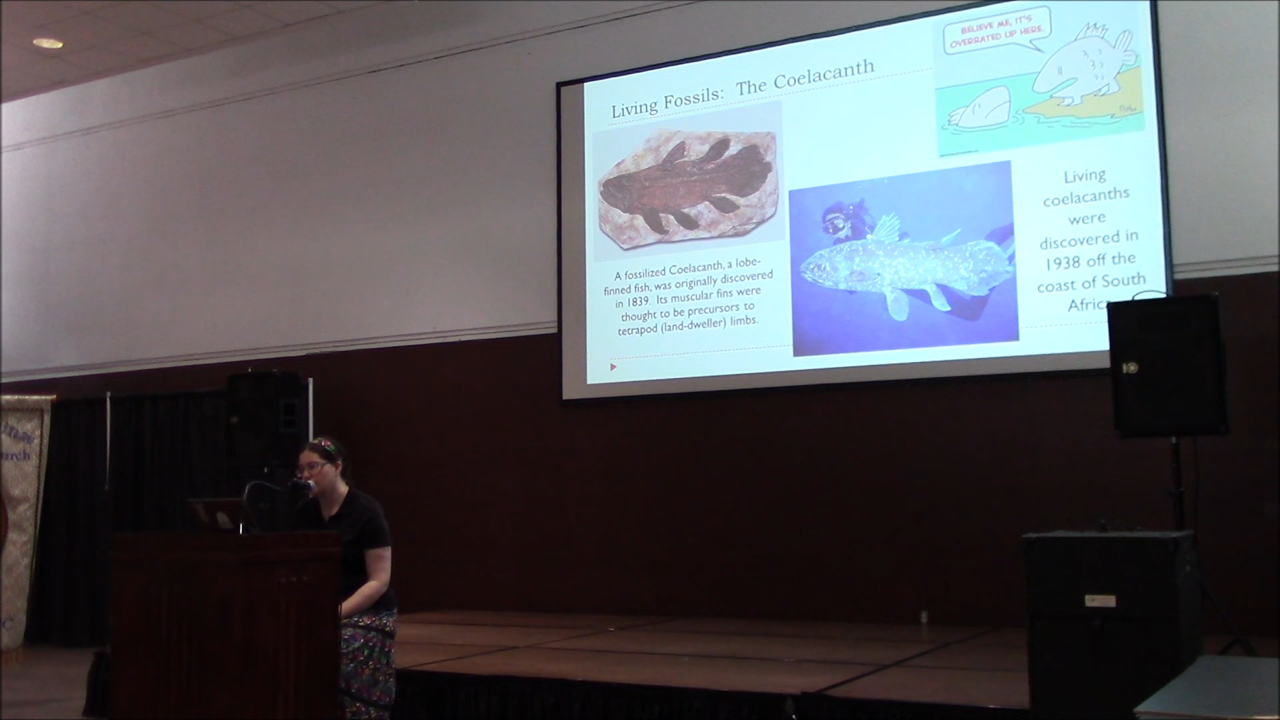 BELIEVE ME, IT'S
OVERRATED UP HERE.
Living Fossils: The Coelacanth
A fossilized Coelacanth, a lobe-
finned fish, was originally discovered
in 1839. Its muscular fins were
thought to be precursors to
tetrapod (land-dweller) limbs.
Living
coelacanths
were
discovered in
1938 off the
coast of South
Afric
urch
C